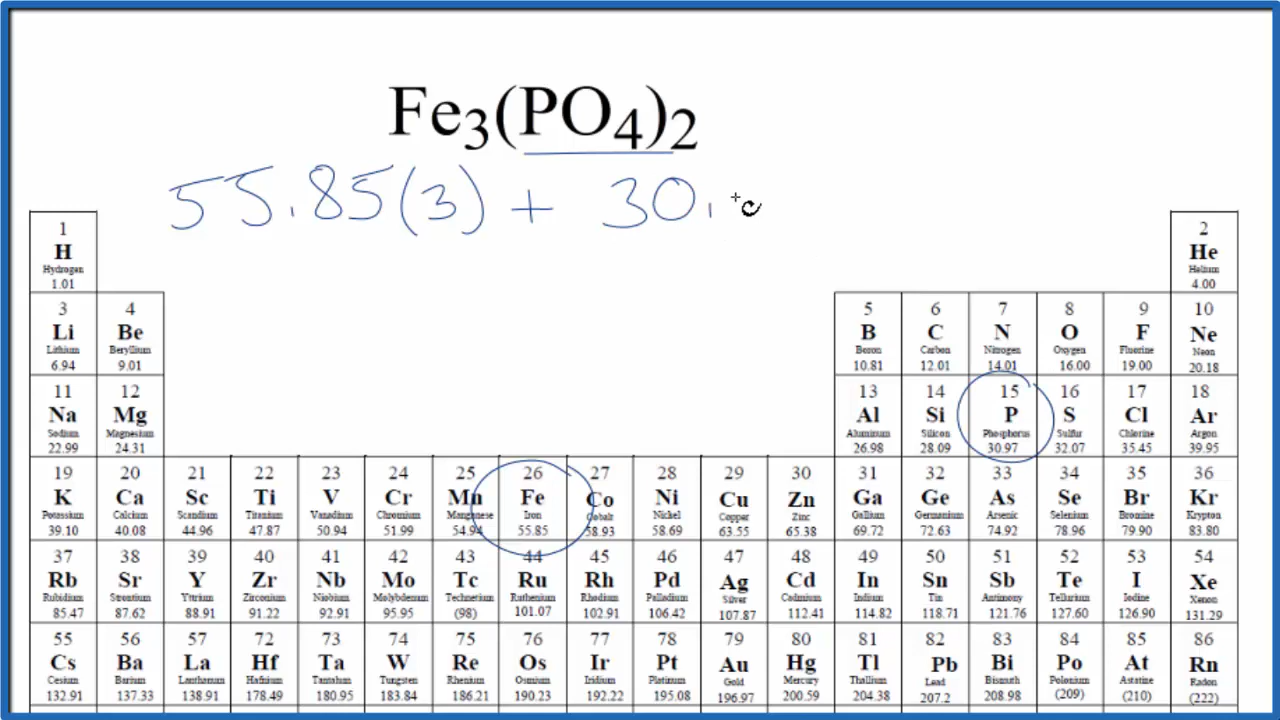 Fe3(PO4)2
55.85(3) + 30.
1 2
H He
Hydrogen Helium
1.01 4.00
3 4 5 6 7 8 9 10
Li Be B C N O F Ne
Lithium Beryllium Boron Carbon Nitrogen Oxygen Fluorine Neon
6.94 9.01 10.81 12.01 14.01 16.00 19.00 20.18
11 12 13 14 15 16 17 18
Na Mg Al Si P S Cl Ar
Sodium Magnesium Aluminum Silicon Phosphorus Sulfur Chlorine Argon
22.99 24.31 26.98 28.09 30.97 32.07 35.45 39.95
19 20 21 22 23 24 25 26 27 28 29 30 31 32 33 34 35 36
K Ca Sc Ti V Cr Mn Fe Co Ni Cu Zn Ga Ge As Se Br Kr
Potassium Calcium Scandium Titanium Vanadium Chromium Manganese Iron Cobalt Nickel Copper Zinc Gallium Germanium Arsenic Selenium Bromine Krypton
39.10 40.08 44.96 47.87 50.94 51.99 54.94 55.85 58.93 58.69 63.55 65.38 69.72 72.63 74.92 78.96 79.90 83.80
37 38 39 40 41 42 43 44 45 46 47 48 49 50 51 52 53 54
Rb Sr Y Zr Nb Mo Tc Ru Rh Pd Ag Cd In Sn Sb Te I Xe
Rubidium Strontium Yttrium Zirconium Niobium Molybdenum Technetium Ruthenium Rhodium Palladium Silver Cadmium Indium Tin Antimony Tellurium Iodine Xenon
85.47 87.62 88.91 91.22 92.91 95.95 (98) 101.07 102.91 106.42 107.87 112.41 114.82 118.71 121.76 127.60 126.90 131.29
55 56 57 72 73 74 75 76 77 78 79 80 81 82 83 84 85 86
Cs Ba La Hf Ta W Re Os Ir Pt Au Hg Tl Pb Bi Po At Rn
Cesium Barium Lanthanum Hafnium Tantalum Tungsten Rhenium Osmium Iridium Platinum Gold Mercury Thallium Lead Bismuth Polonium Astatine Radon
132.91 137.33 138.91 178.49 180.95 183.84 186.21 190.23 192.22 195.08 196.97 200.59 204.38 207.2 208.98 (209) (210) (222)